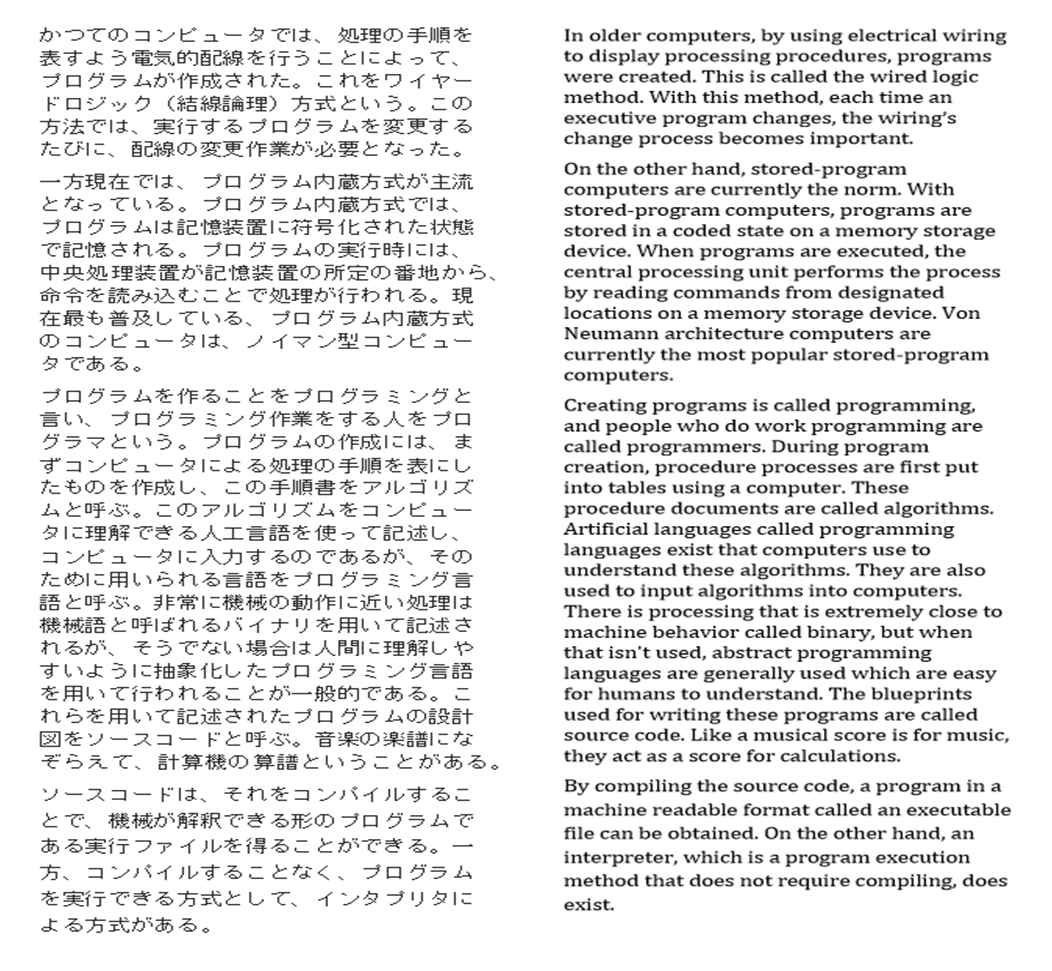 かつてのコンピュータでは、処理の手順を
表すよう電気的配線を行うことによって、
プログラムが作成された。これをワイヤー
ドロジック（結線論理）方式という。この
方法では、実行するプログラムを変更する
たびに、配線の変更作業が必要となった。
一方現在では、プログラム内蔵方式が主流
となっている。プログラム内蔵方式では、
プログラムは記憶装置に符号化された状態
で記憶される。プログラムの実行時には、
中央処理装置が記憶装置の所定の番地から、
命令を読み込むことで処理が行われる。現
在最も普及している、プログラム内蔵方式
のコンピュータは、ノイマン型コンピュー
タである。
プログラムを作ることをプログラミングと
言い、プログラミング作業をする人をプロ
グラマという。プログラムの作成には、ま
ずコンピュータによる処理の手順を表にし
たものを作成し、この手順書をアルゴリズ
ムと呼ぶ。このアルゴリズムをコンピュー
タに理解できる人工言語を使って記述し、
コンピュータに入力するのであるが、その
ために用いられる言語をプログラミング言
語と呼ぶ。非常に機械の動作に近い処理は
機械語と呼ばれるバイナリを用いて記述さ
れるが、そうでない場合は人間に理解しや
すいように抽象化したプログラミング言語
を用いて行われることが一般的である。こ
れらを用いて記述されたプログラムの設計
図をソースコードと呼ぶ。音楽の楽譜にな
ぞらえて、計算機の算譜ということがある。
ソースコードは、それをコンパイルするこ
とで、機械が解釈できる形のプログラムで
ある実行ファイルを得ることができる。一
方、コンパイルすることなく、プログラム
を実行できる方式として、インタプリタに
よる方式がある。
In older computers, by using electrical wiring
to display processing procedures, programs
were created. This is called the wired logic
method. With this method, each time an
executive program changes, the wiring's
change process becomes important.
On the other hand, stored-program
computers are currently the norm. With
stored-program computers, programs are
stored in a coded state on a memory storage
device. When programs are executed, the
central processing unit performs the process
by reading commands from designated
locations on a memory storage device. Von
Neumann architecture computers are
currently the most popular stored-program
computers.
Creating programs is called programming,
and people who do work programming are
called programmers. During program
creation, procedure processes are first put
into tables using a computer. These
procedure documents are called algorithms.
Artificial languages called programming
languages exist that computers use to
understand these algorithms. They are also
used to input algorithms into computers.
There is processing that is extremely close to
machine behavior called binary, but when
that isn't used, abstract programming
languages are generally used which are easy
for humans to understand. The blueprints
used for writing these programs are called
source code. Like a musical score is for music,
they act as a score for calculations.
By compiling the source code, a program in a
machine readable format called an executable
file can be obtained. On the other hand, an
interpreter, which is a program execution
method that does not require compiling, does
exist.